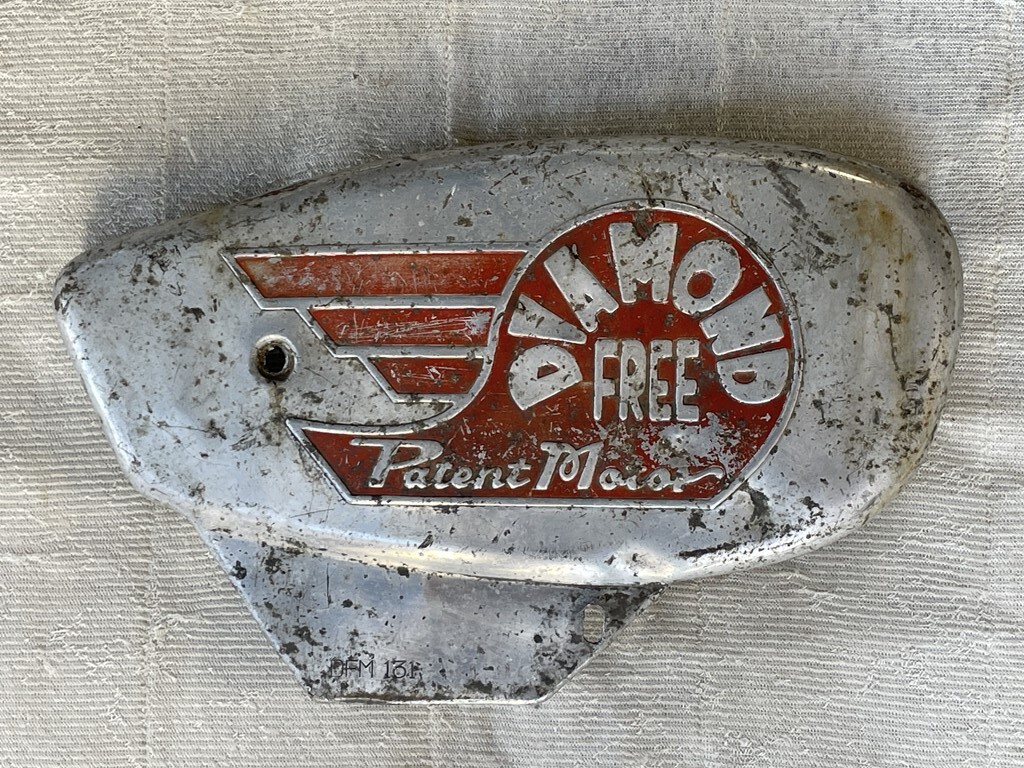 DIAMOND
FREE
Patent Motor
DFM 131